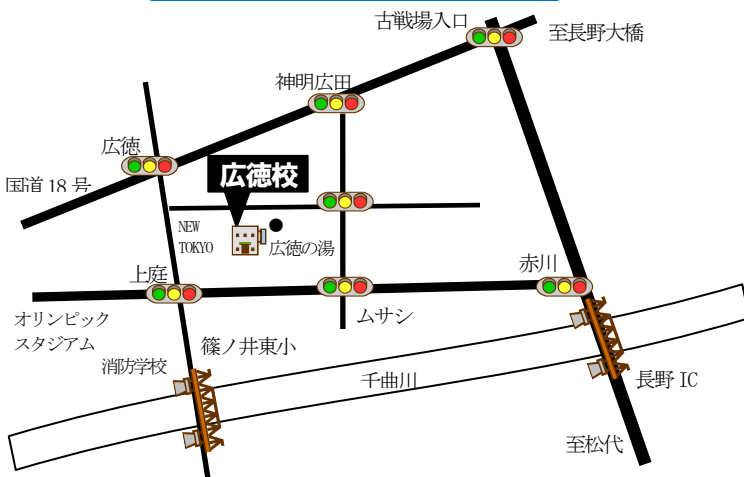 古戦場入口
至長野大橋
神明広田
広徳
国道 18 号
広徳校
NEW
TOKYO
広徳の湯
上庭
赤川
オリンピック
スタジアム
ムサシ
篠ノ井東小
消防学校
千曲川
長野 IC
至松代